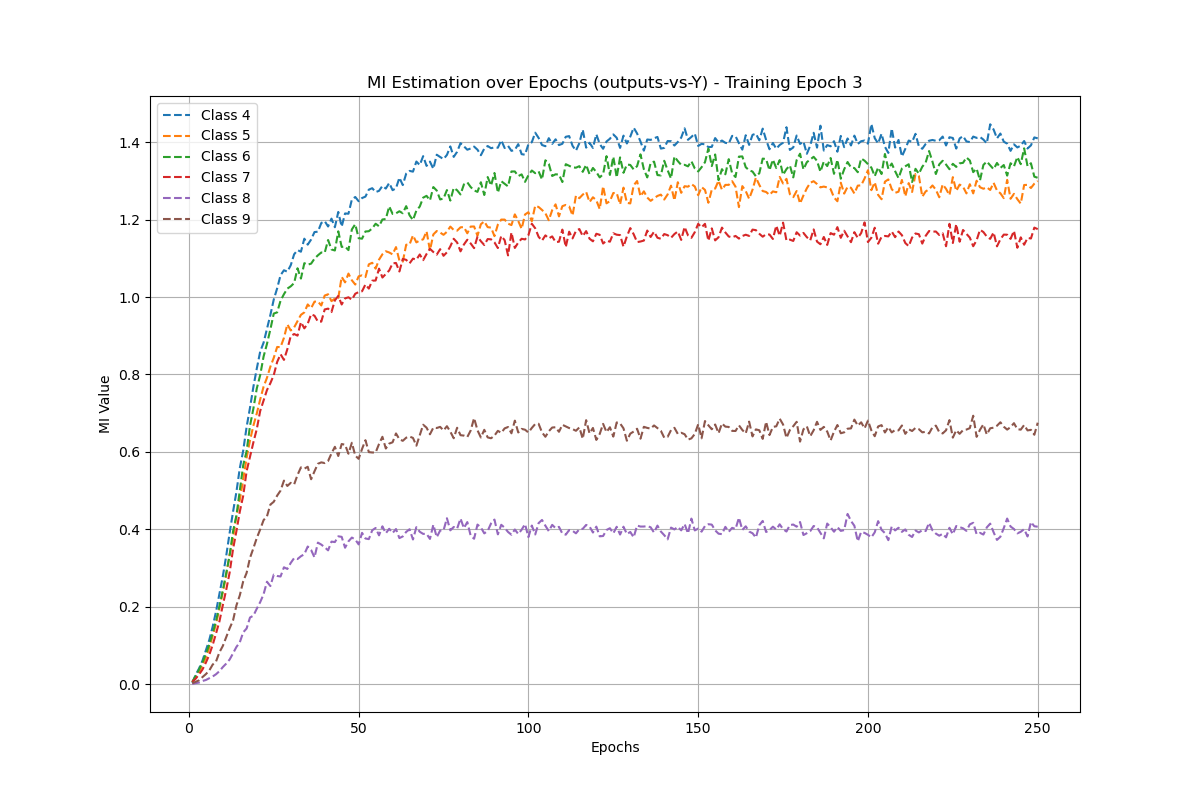 MI Estimation over Epochs (outputs-vs-Y) - Training Epoch 3
Class 4
Class 5
Class 6
Class 7
Class 8
Class 9
1.4
1.2
1.0
0.8
0.6
0.4
0.2
0.0
MI Value
0 50 100 150 200 250
Epochs